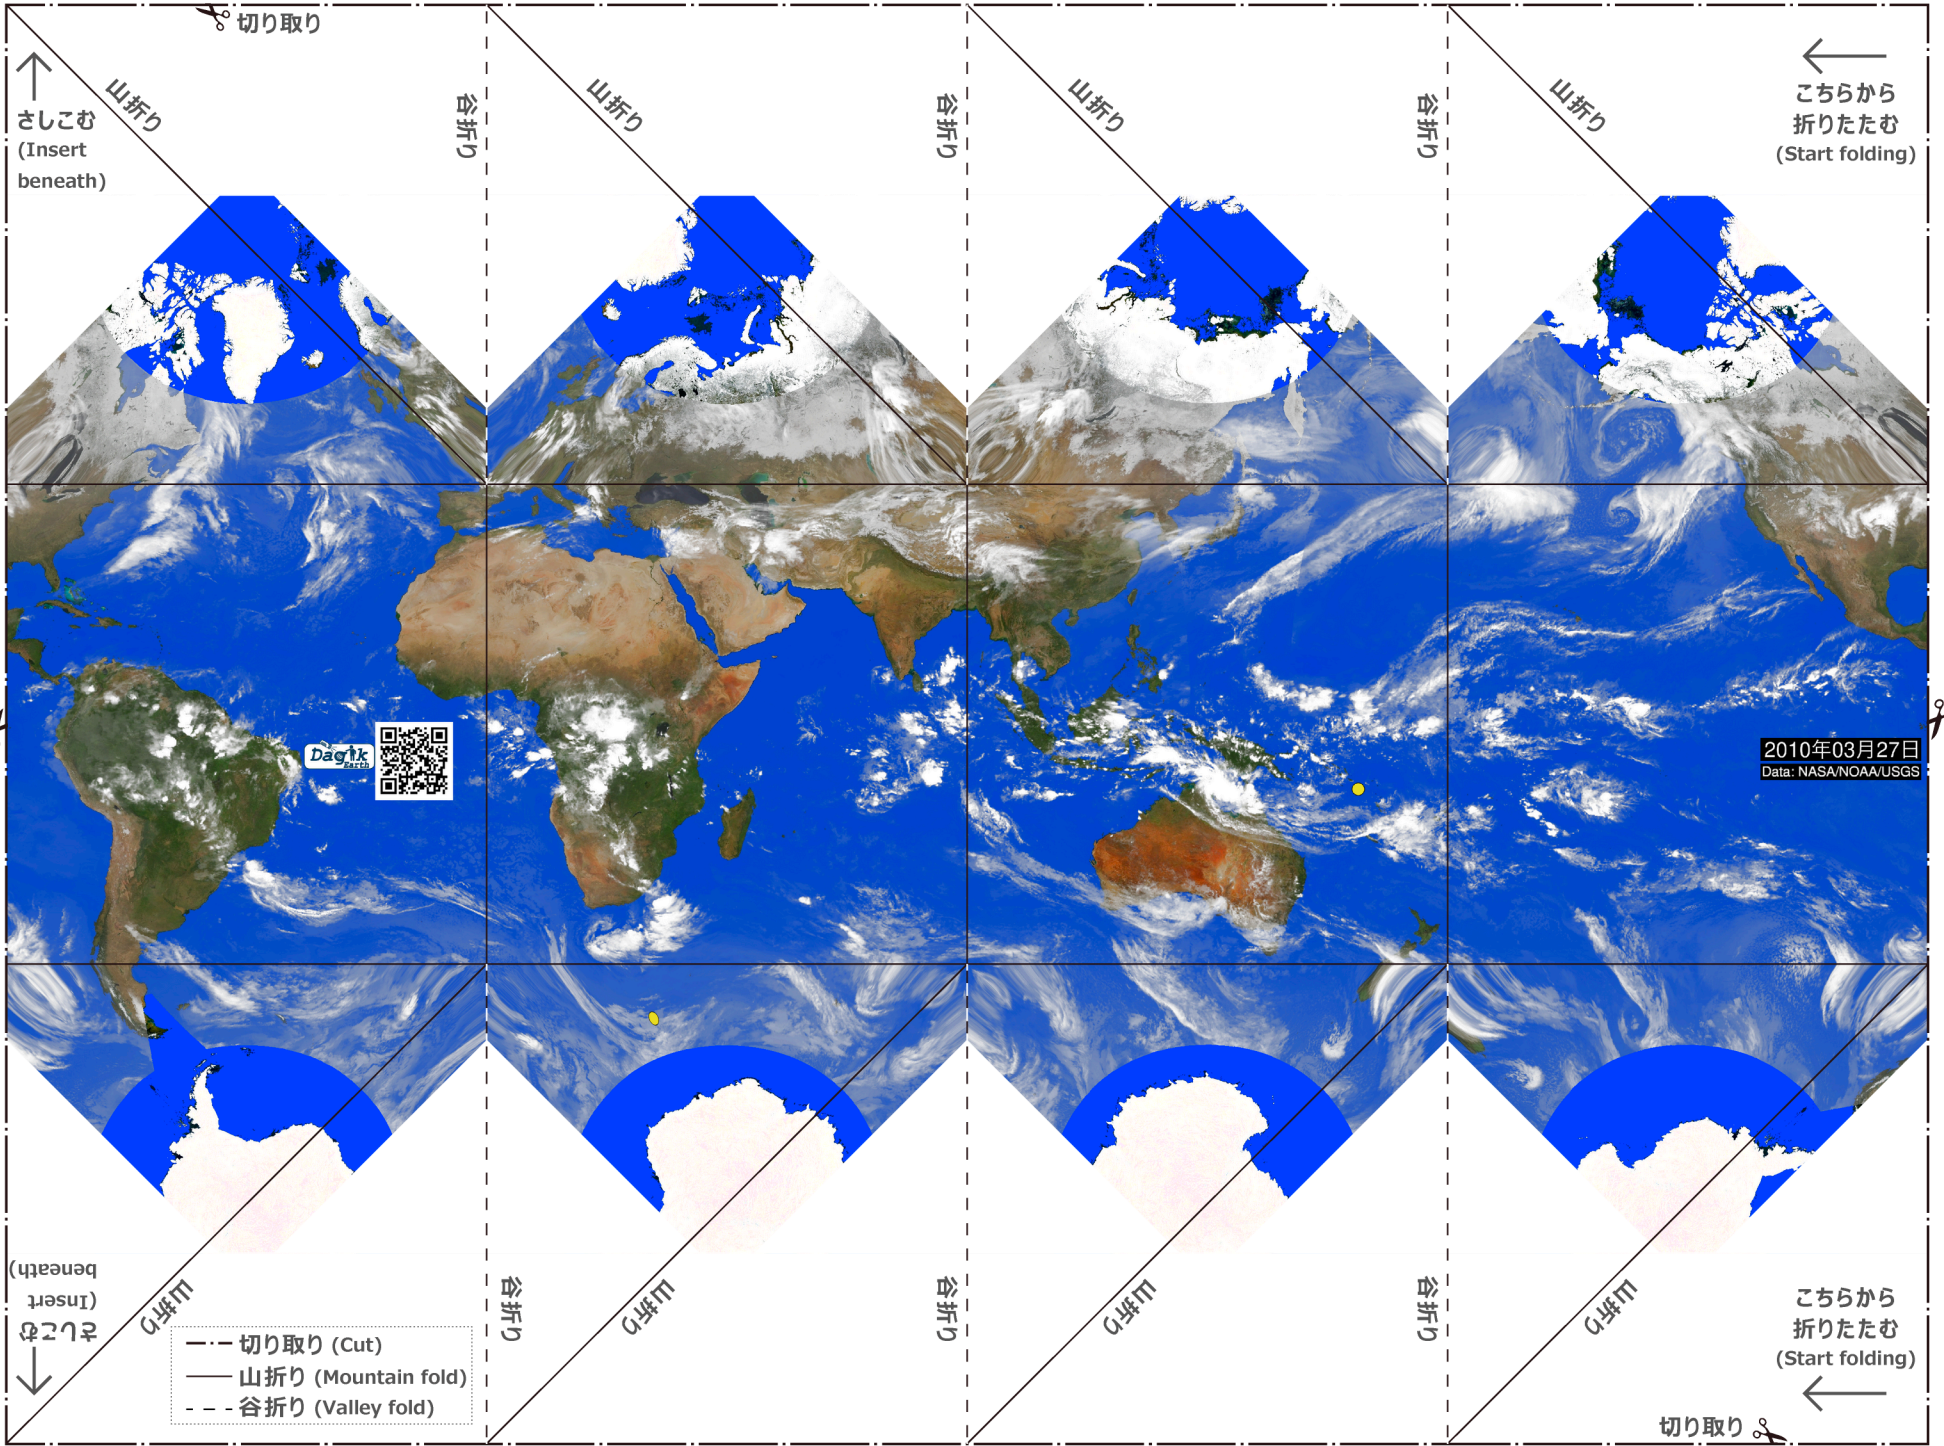 切り取り
山折り
谷折り
山折り
谷折り
山折り
谷折り
山折り
さしこむ
(Insert
beneath)
こちらから
折りたたむ
(Start folding)
Dagik
Earth
2010年03月27日
Data: NASA/NOAA/USGS
さしこむ
(Insert
beneath)
山折り
谷折り
山折り
谷折り
山折り
谷折り
山折り
こちらから
折りたたむ
(Start folding)
切り取り (Cut)
山折り (Mountain fold)
谷折り (Valley fold)
切り取り